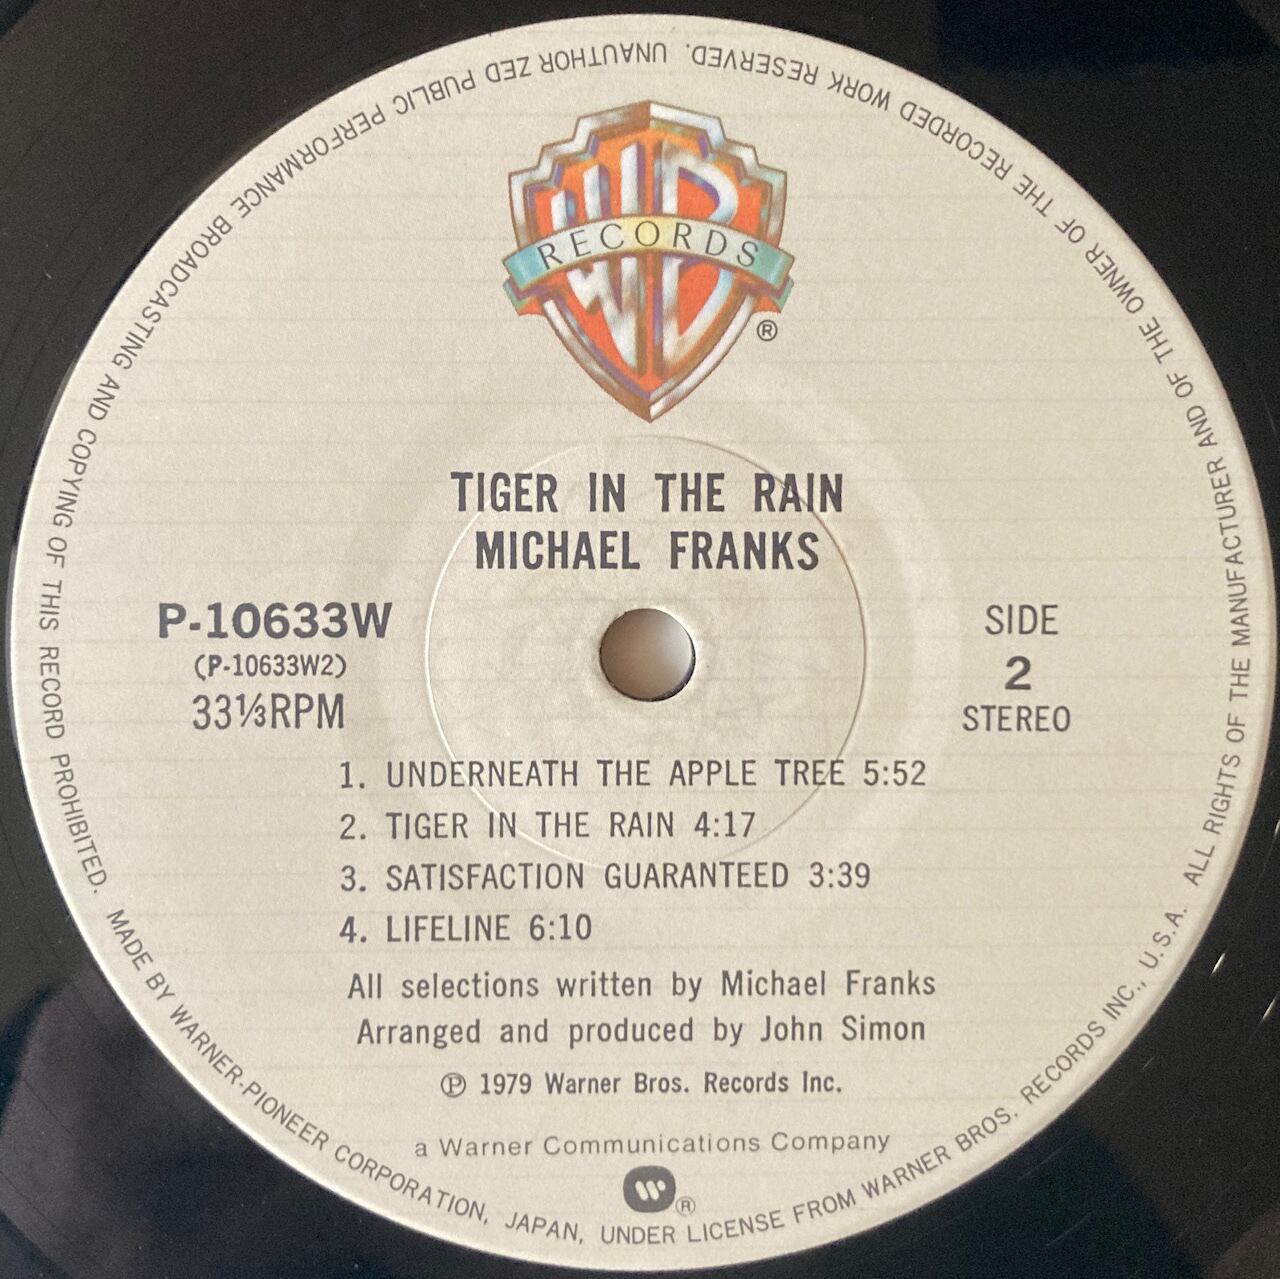 WB
RECORDS
®
TIGER IN THE RAIN
MICHAEL FRANKS
P-10633W
(P-10633W2)
33⅓RPM
SIDE
2
STEREO
1. UNDERNEATH THE APPLE TREE 5:52
2. TIGER IN THE RAIN 4:17
3. SATISFACTION GUARANTEED 3:39
4. LIFELINE 6:10
All selections written by Michael Franks
Arranged and produced by John Simon
℗ 1979 Warner Bros. Records Inc.
a Warner Communications Company
®
MADE BY WARNER-PIONEER CORPORATION, JAPAN, UNDER LICENSE FROM WARNER BROS. RECORDS INC., U.S.A. ALL RIGHTS OF THE MANUFACTURER AND OF THE OWNER OF THE RECORDED WORK RESERVED. UNAUTHOR ZED PUBLIC PERFORMANCE BROADCASTING AND COPYING OF THIS RECORD PROHIBITED.